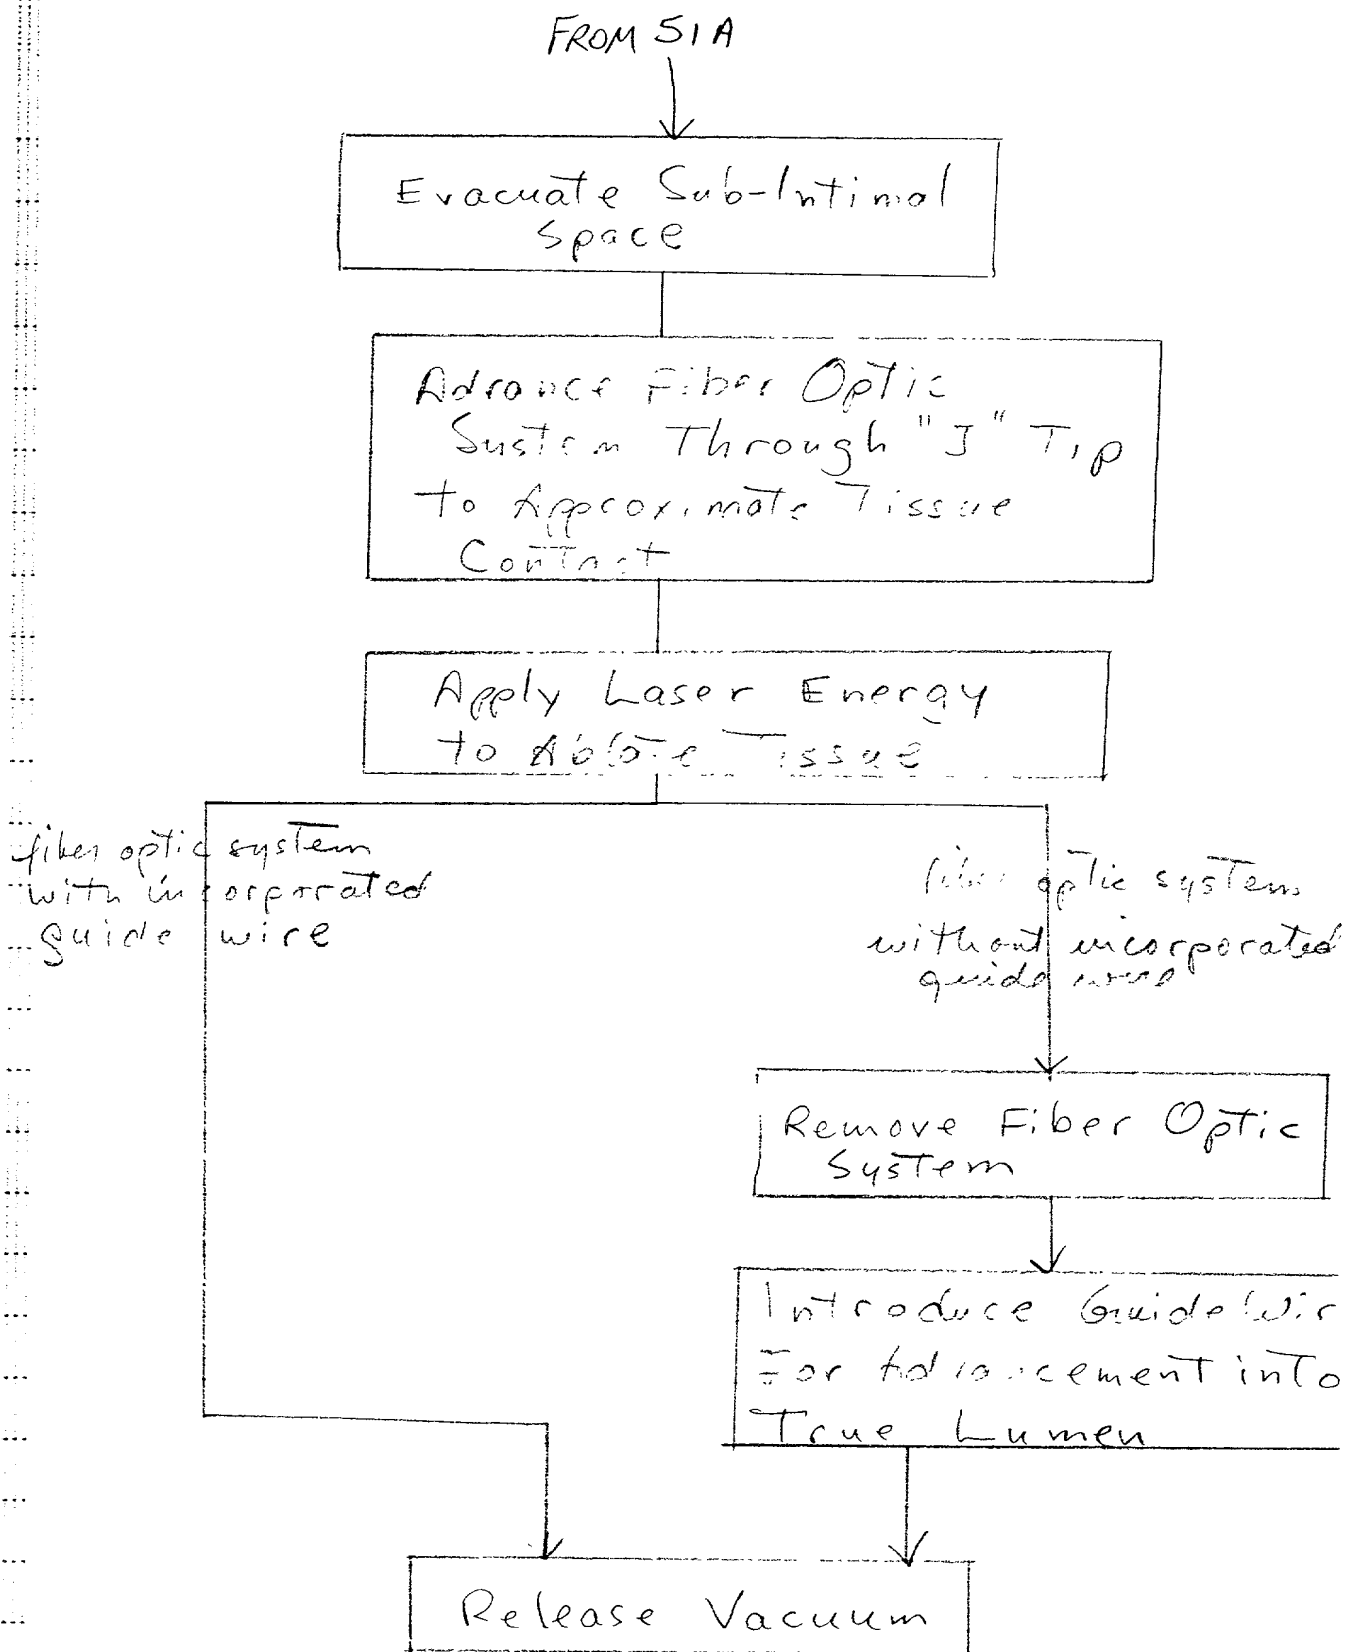 FROM 51A
Evacuate Sub-Intimal
Space
Advance Fiber Optic
System Through "J" Tip
to Approximate Tissue
Contact
Apply Laser Energy
to Ablate Tissue
fiber optic system
with incorporated
guide wire
fiber optic system
without incorporated
guide wire
Remove Fiber Optic
System
Introduce GuideWir
For Advancement into
True Lumen
Release Vacuum